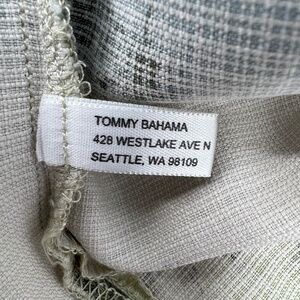 TOMMY BAHAMA
428 WESTLAKE AVE N
SEATTLE, WA 98109